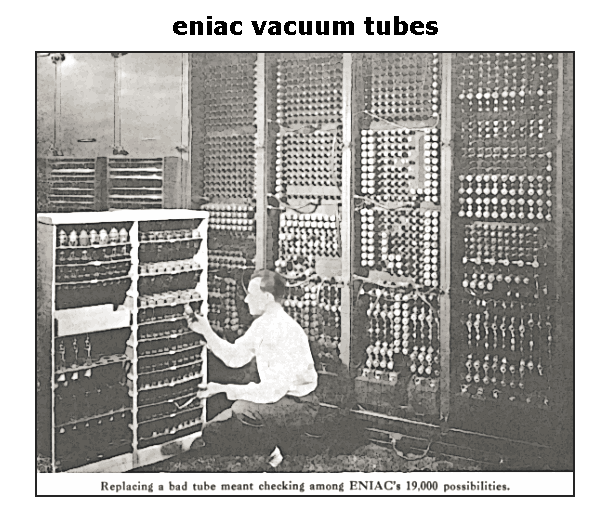 eniac vacuum tubes
Replacing a bad tube meant checking among ENIAC's 19,000 possibilities.